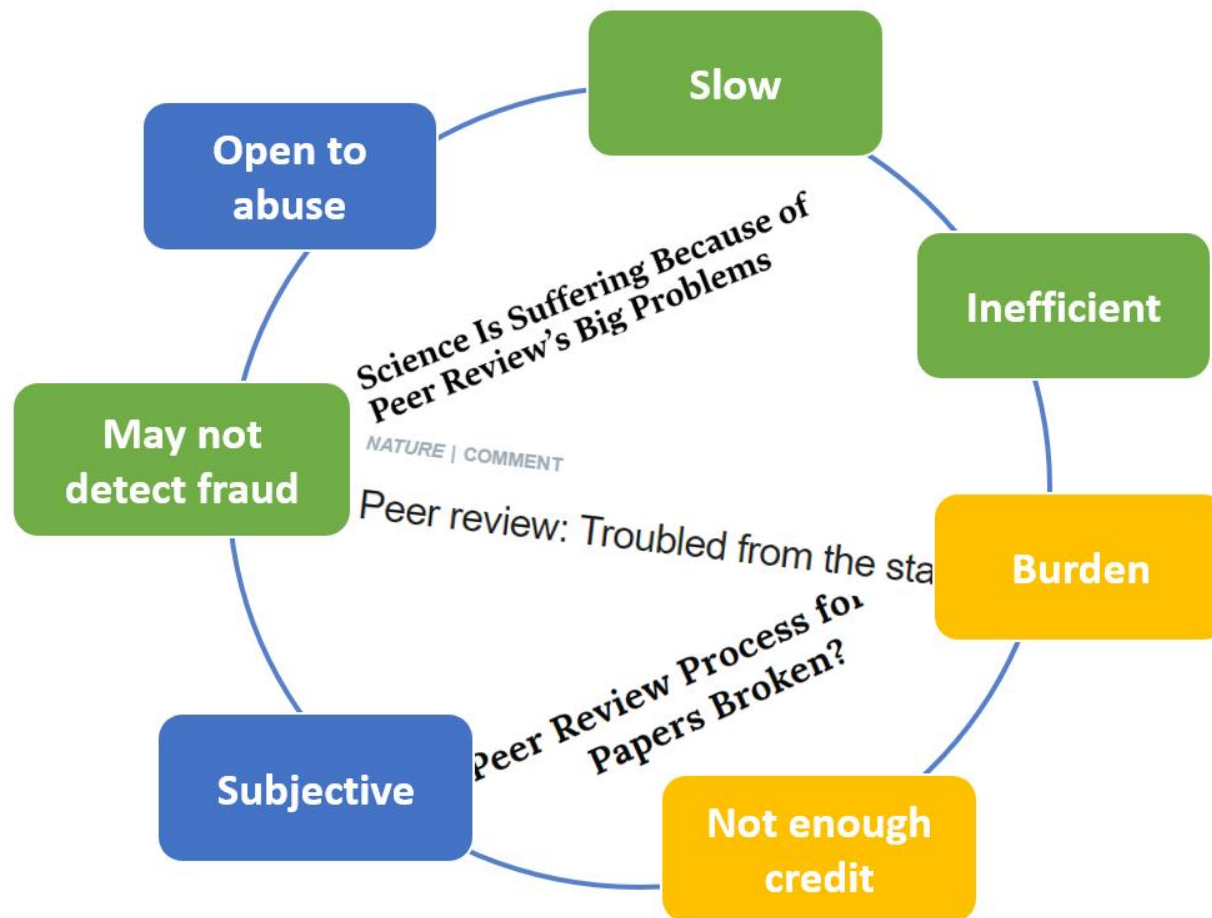 Slow
Open to
abuse
Inefficient
Science Is Suffering Because of
Peer Review's Big Problems
May not
detect fraud
NATURE | COMMENT
Peer review: Troubled from the sta
Burden
Peer Review Process for
Papers Broken?
Subjective
Not enough
credit